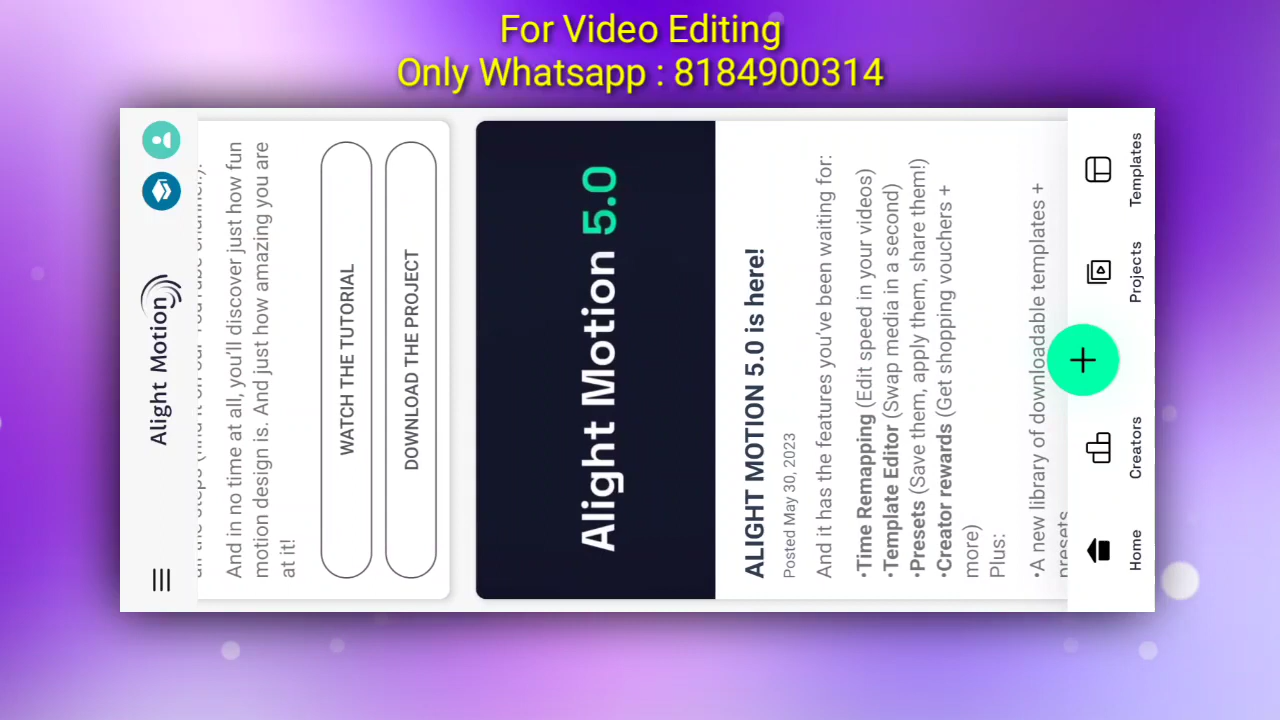 For Video Editing
Only Whatsapp : 8184900314
Alight Motion
And in no time at all, you'll discover just how fun
motion design is. And just how amazing you are
at it!
WATCH THE TUTORIAL
DOWNLOAD THE PROJECT
Alight Motion 5.0
ALIGHT MOTION 5.0 is here!
Posted May 30, 2023
And it has the features you've been waiting for:
•Time Remapping (Edit speed in your videos)
•Template Editor (Swap media in a second)
•Presets (Save them, apply them, share them!)
•Creator rewards (Get shopping vouchers +
more)
Plus:
•A new library of downloadable templates +
presets
Home
Creators
Projects
Templates